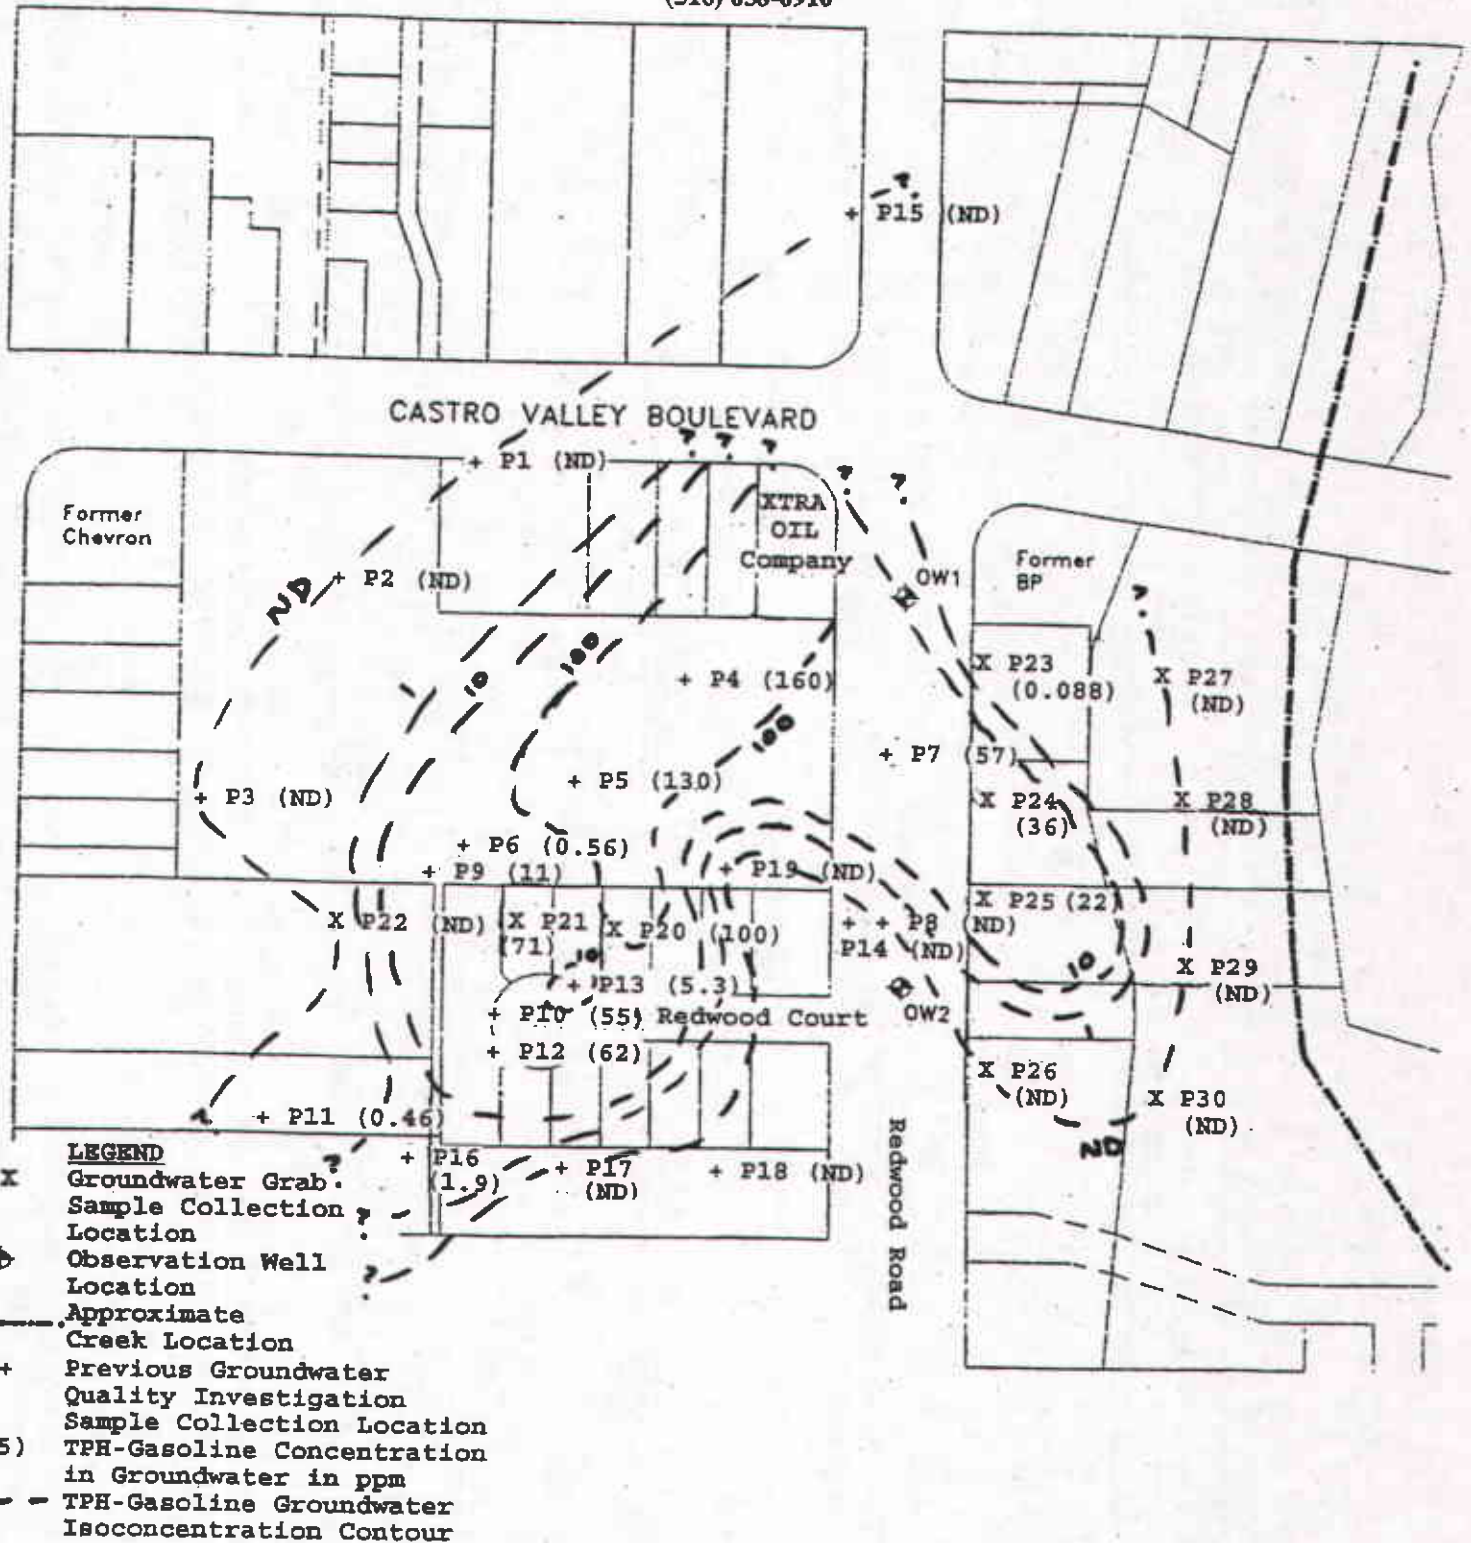 P15 (ND)
CASTRO VALLEY BOULEVARD
? ? ?
? ?
P1 (ND)
Former
Chevron
XTRA
OIL
Company
Former
BP
P2 (ND)
ND
OW1
P23
(0.088)
P27
(ND)
100
10
P4 (160)
100
P7 (57)
P5 (130)
P3 (ND)
P24
(36)
P28
(ND)
P6 (0.56)
P9 (11)
P19 (ND)
P25 (22)
P22 (ND)
P21
(71)
P20 (100)
P8
(ND)
P14 (ND)
10
10
P29
(ND)
P13 (5.3)
P10 (55)
Redwood Court
OW2
P12 (62)
P26
(ND)
P30
(ND)
ND
P11 (0.46)
P16
(1.9)
P17
(ND)
P18 (ND)
Redwood Road
LEGEND
X Groundwater Grab
Sample Collection
Location
Observation Well
Location
Approximate
Creek Location
+ Previous Groundwater
Quality Investigation
Sample Collection Location
5) TPH-Gasoline Concentration
in Groundwater in ppm
TPH-Gasoline Groundwater
Isoconcentration Contour